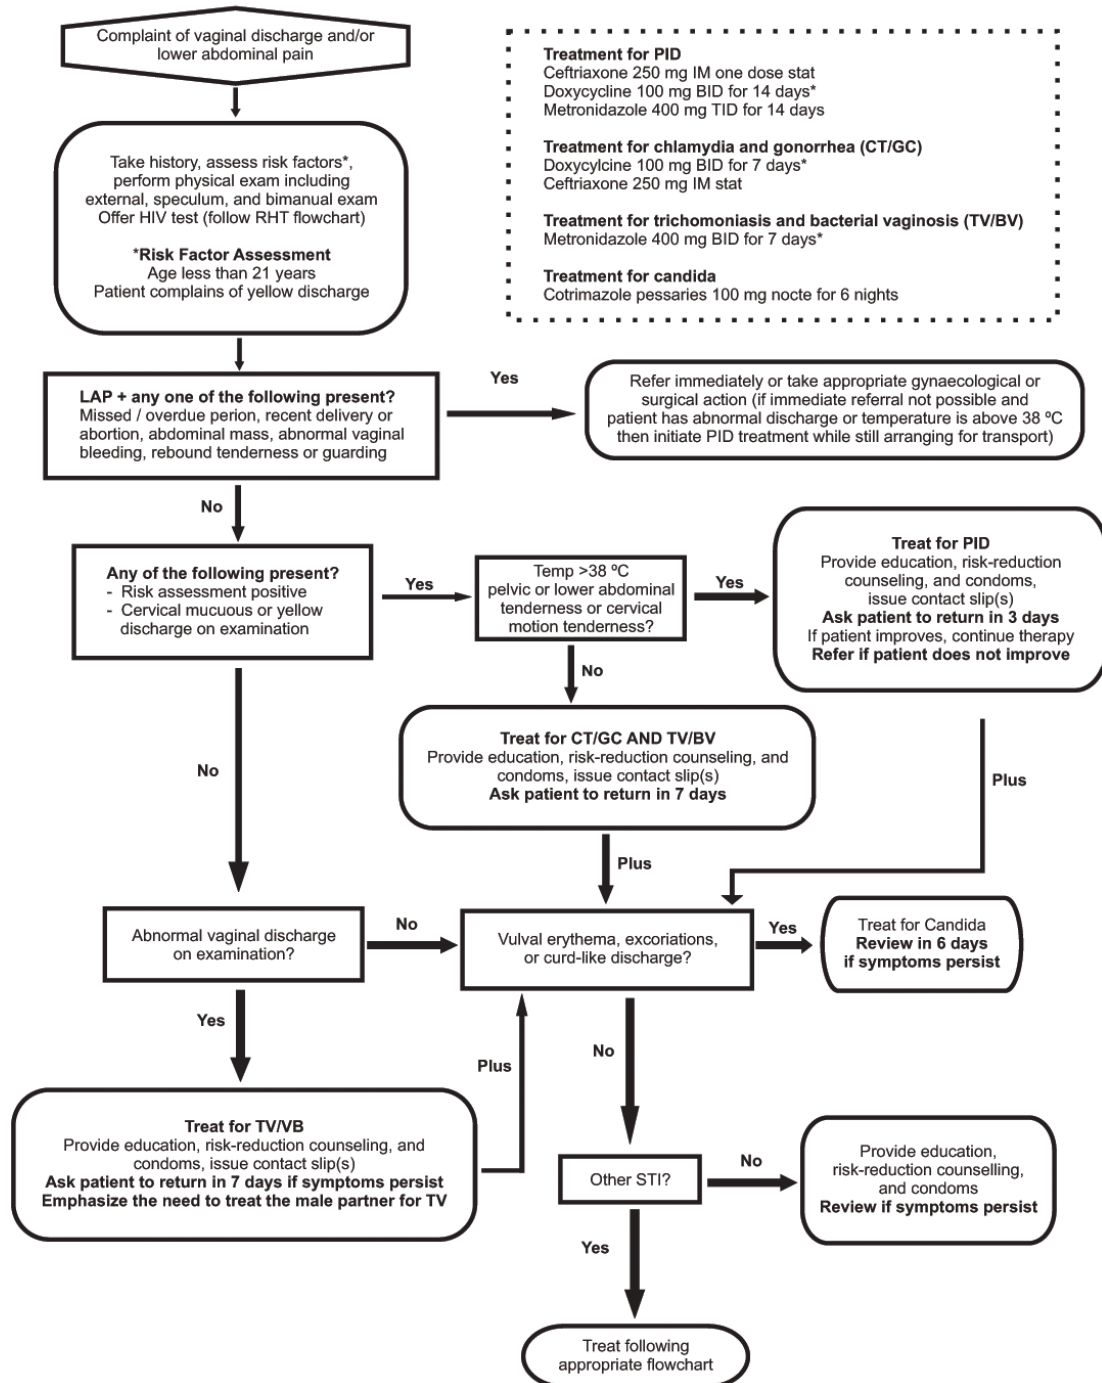 Complaint of vaginal discharge and/or
lower abdominal pain
Take history, assess risk factors*,
perform physical exam including
external, speculum, and bimanual exam
Offer HIV test (follow RHT flowchart)
*Risk Factor Assessment
Age less than 21 years
Patient complains of yellow discharge
Treatment for PID
Ceftriaxone 250 mg IM one dose stat
Doxycycline 100 mg BID for 14 days*
Metronidazole 400 mg TID for 14 days
Treatment for chlamydia and gonorrhea (CT/GC)
Doxycylcine 100 mg BID for 7 days*
Ceftriaxone 250 mg IM stat
Treatment for trichomoniasis and bacterial vaginosis (TV/BV)
Metronidazole 400 mg BID for 7 days*
Treatment for candida
Cotrimazole pessaries 100 mg nocte for 6 nights
LAP + any one of the following present?
Missed / overdue perion, recent delivery or
abortion, abdominal mass, abnormal vaginal
bleeding, rebound tenderness or guarding
Yes
Refer immediately or take appropriate gynaecological or
surgical action (if immediate referral not possible and
patient has abnormal discharge or temperature is above 38 ºC
then initiate PID treatment while still arranging for transport)
No
Any of the following present?
- Risk assessment positive
- Cervical mucuous or yellow
discharge on examination
Yes
Temp >38 ºC
pelvic or lower abdominal
tenderness or cervical
motion tenderness?
Yes
Treat for PID
Provide education, risk-reduction
counseling, and condoms,
issue contact slip(s)
Ask patient to return in 3 days
If patient improves, continue therapy
Refer if patient does not improve
No
Treat for CT/GC AND TV/BV
Provide education, risk-reduction counseling, and
condoms, issue contact slip(s)
Ask patient to return in 7 days
No
Plus
Plus
Abnormal vaginal discharge
on examination?
No
Vulval erythema, excoriations,
or curd-like discharge?
Yes
Treat for Candida
Review in 6 days
if symptoms persist
Yes
Plus
No
Treat for TV/VB
Provide education, risk-reduction counseling, and
condoms, issue contact slip(s)
Ask patient to return in 7 days if symptoms persist
Emphasize the need to treat the male partner for TV
Other STI?
No
Provide education,
risk-reduction counselling,
and condoms
Review if symptoms persist
Yes
Treat following
appropriate flowchart